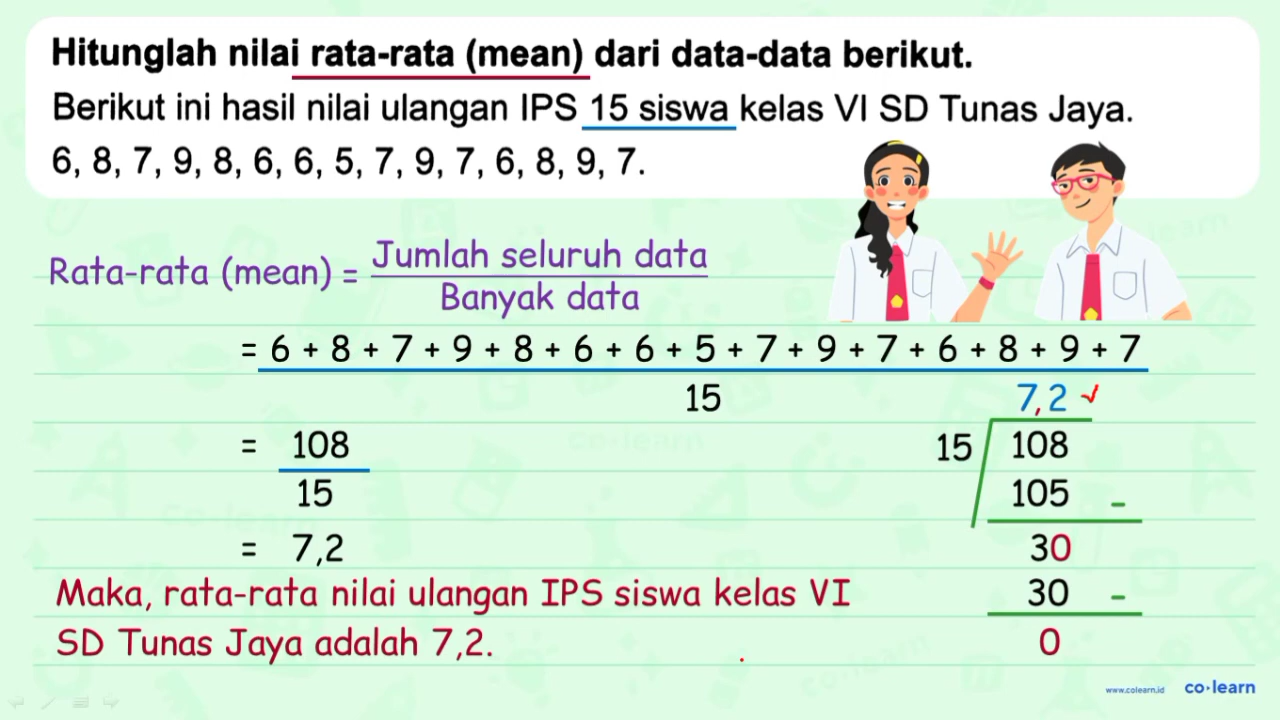 Hitunglah nilai rata-rata (mean) dari data-data berikut.
Berikut ini hasil nilai ulangan IPS 15 siswa kelas VI SD Tunas Jaya.
6, 8, 7, 9, 8, 6, 6, 5, 7, 9, 7, 6, 8, 9, 7.
Rata-rata (mean) = Jumlah seluruh data
Banyak data
= 6 + 8 + 7 + 9 + 8 + 6 + 6 + 5 + 7 + 9 + 7 + 6 + 8 + 9 + 7
15
= 108
15
= 7,2
7,2
15 108
105 -
30
30 -
0
Maka, rata-rata nilai ulangan IPS siswa kelas VI
SD Tunas Jaya adalah 7,2.
www.colearn.id co·learn